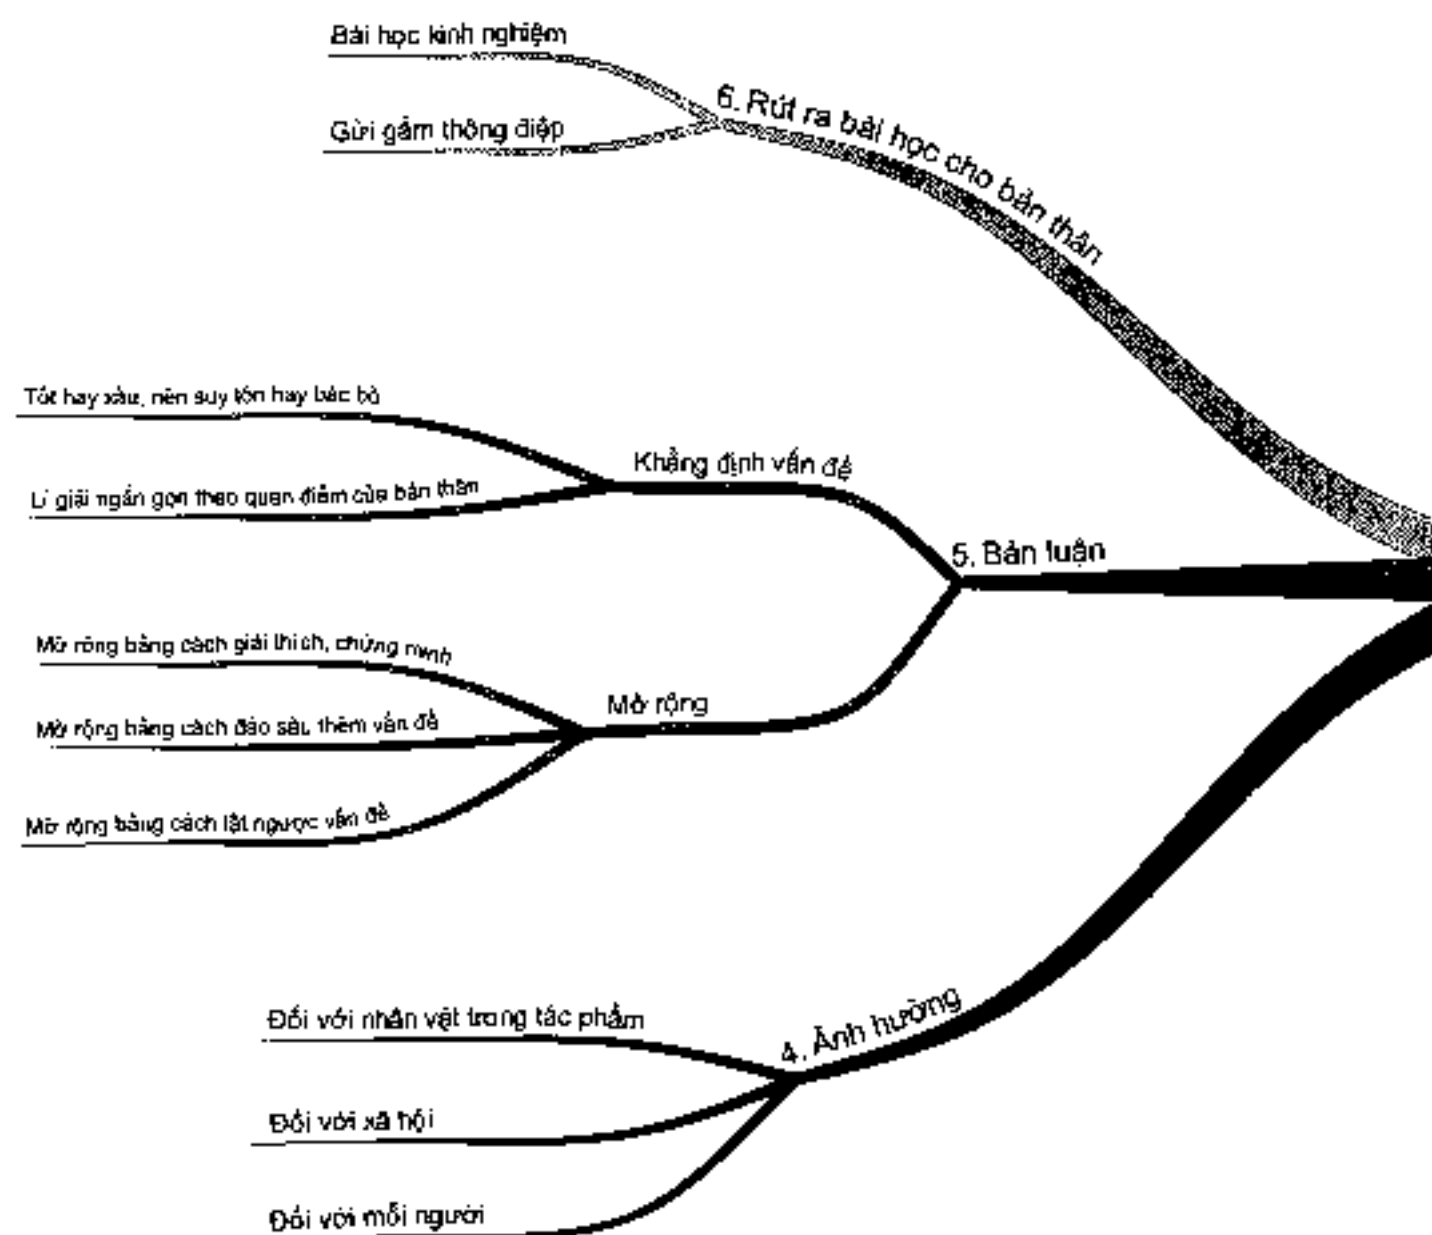 Bài học kinh nghiệm
Gửi gắm thông điệp
6. Rút ra bài học cho bản thân
Tốt hay xấu, nên suy tôn hay bác bỏ
Lí giải ngắn gọn theo quan điểm của bản thân
Khẳng định vấn đề
5. Bàn luận
Mở rộng bằng cách giải thích, chứng minh
Mở rộng bằng cách đào sâu thêm vấn đề
Mở rộng bằng cách lật ngược vấn đề
Mở rộng
Đối với nhân vật trong tác phẩm
Đối với xã hội
Đối với mỗi người
4. Ảnh hưởng